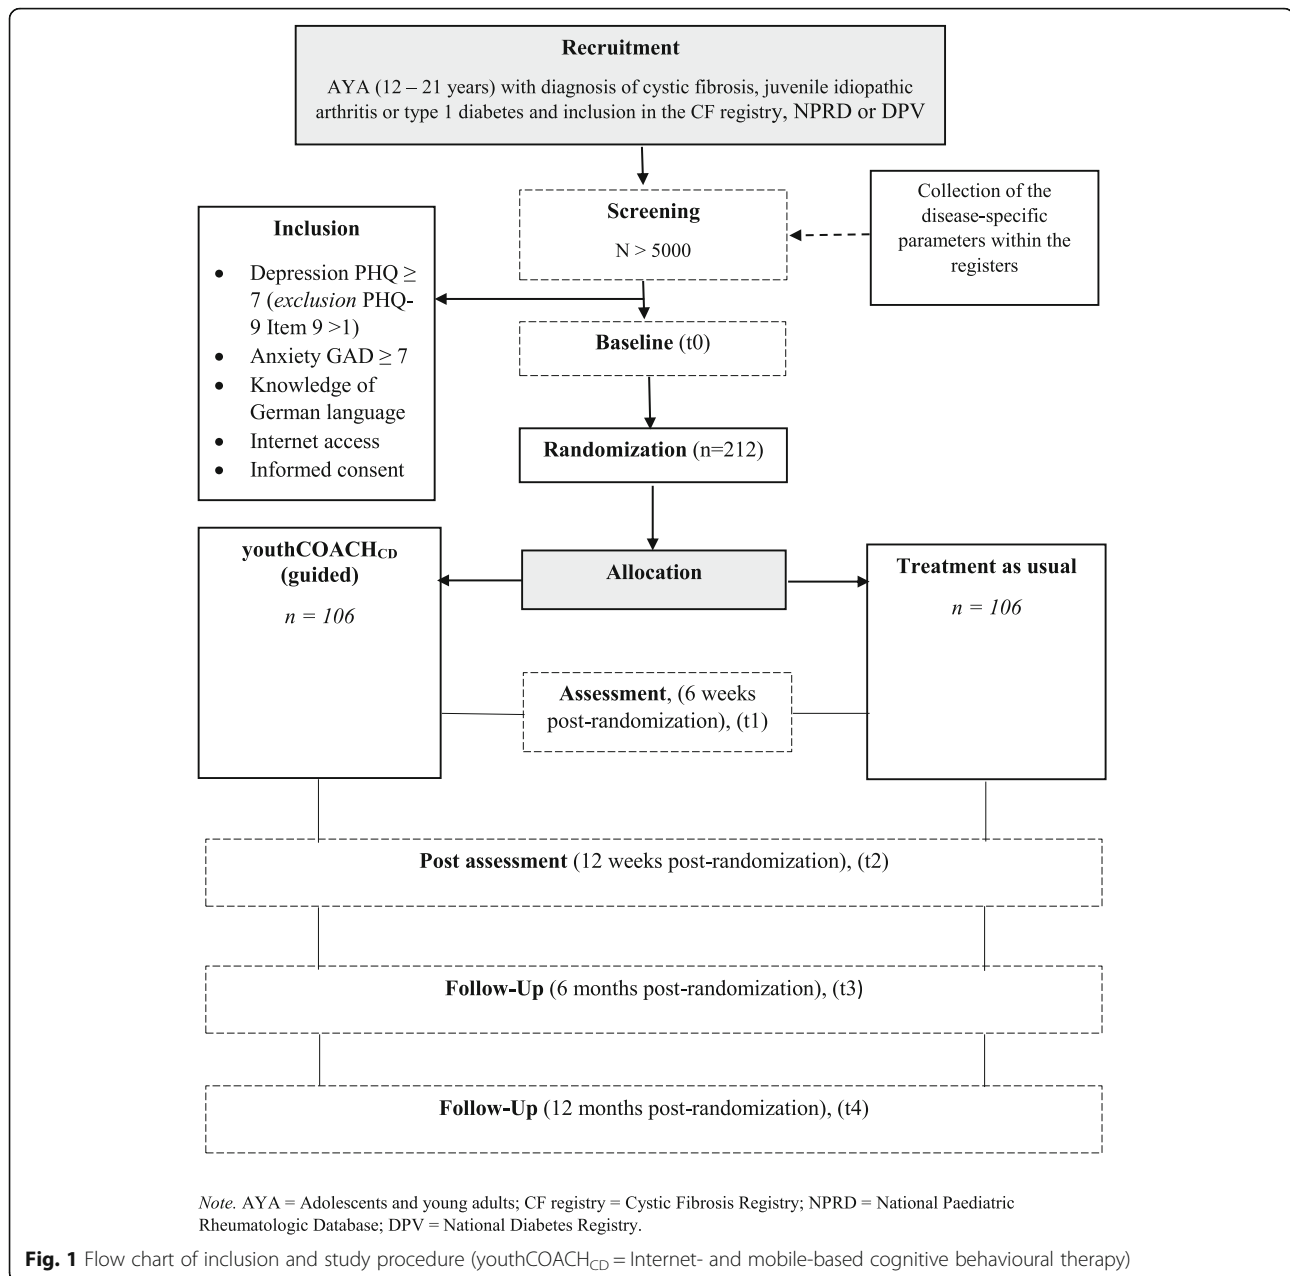 Recruitment
AYA (12 – 21 years) with diagnosis of cystic fibrosis, juvenile idiopathic
arthritis or type 1 diabetes and inclusion in the CF registry, NPRD or DPV
Screening
N > 5000
Collection of the
disease-specific
parameters within the
registers
Inclusion
• Depression PHQ ≥
7 (exclusion PHQ-
9 Item 9 >1)
• Anxiety GAD ≥ 7
• Knowledge of
German language
• Internet access
• Informed consent
Baseline (t0)
Randomization (n=212)
Allocation
youthCOACHCD
(guided)
n = 106
Treatment as usual
n = 106
Assessment, (6 weeks
post-randomization), (t1)
Post assessment (12 weeks post-randomization), (t2)
Follow-Up (6 months post-randomization), (t3)
Follow-Up (12 months post-randomization), (t4)
Note. AYA = Adolescents and young adults; CF registry = Cystic Fibrosis Registry; NPRD = National Paediatric
Rheumatologic Database; DPV = National Diabetes Registry.
Fig. 1 Flow chart of inclusion and study procedure (youthCOACHCD = Internet- and mobile-based cognitive behavioural therapy)